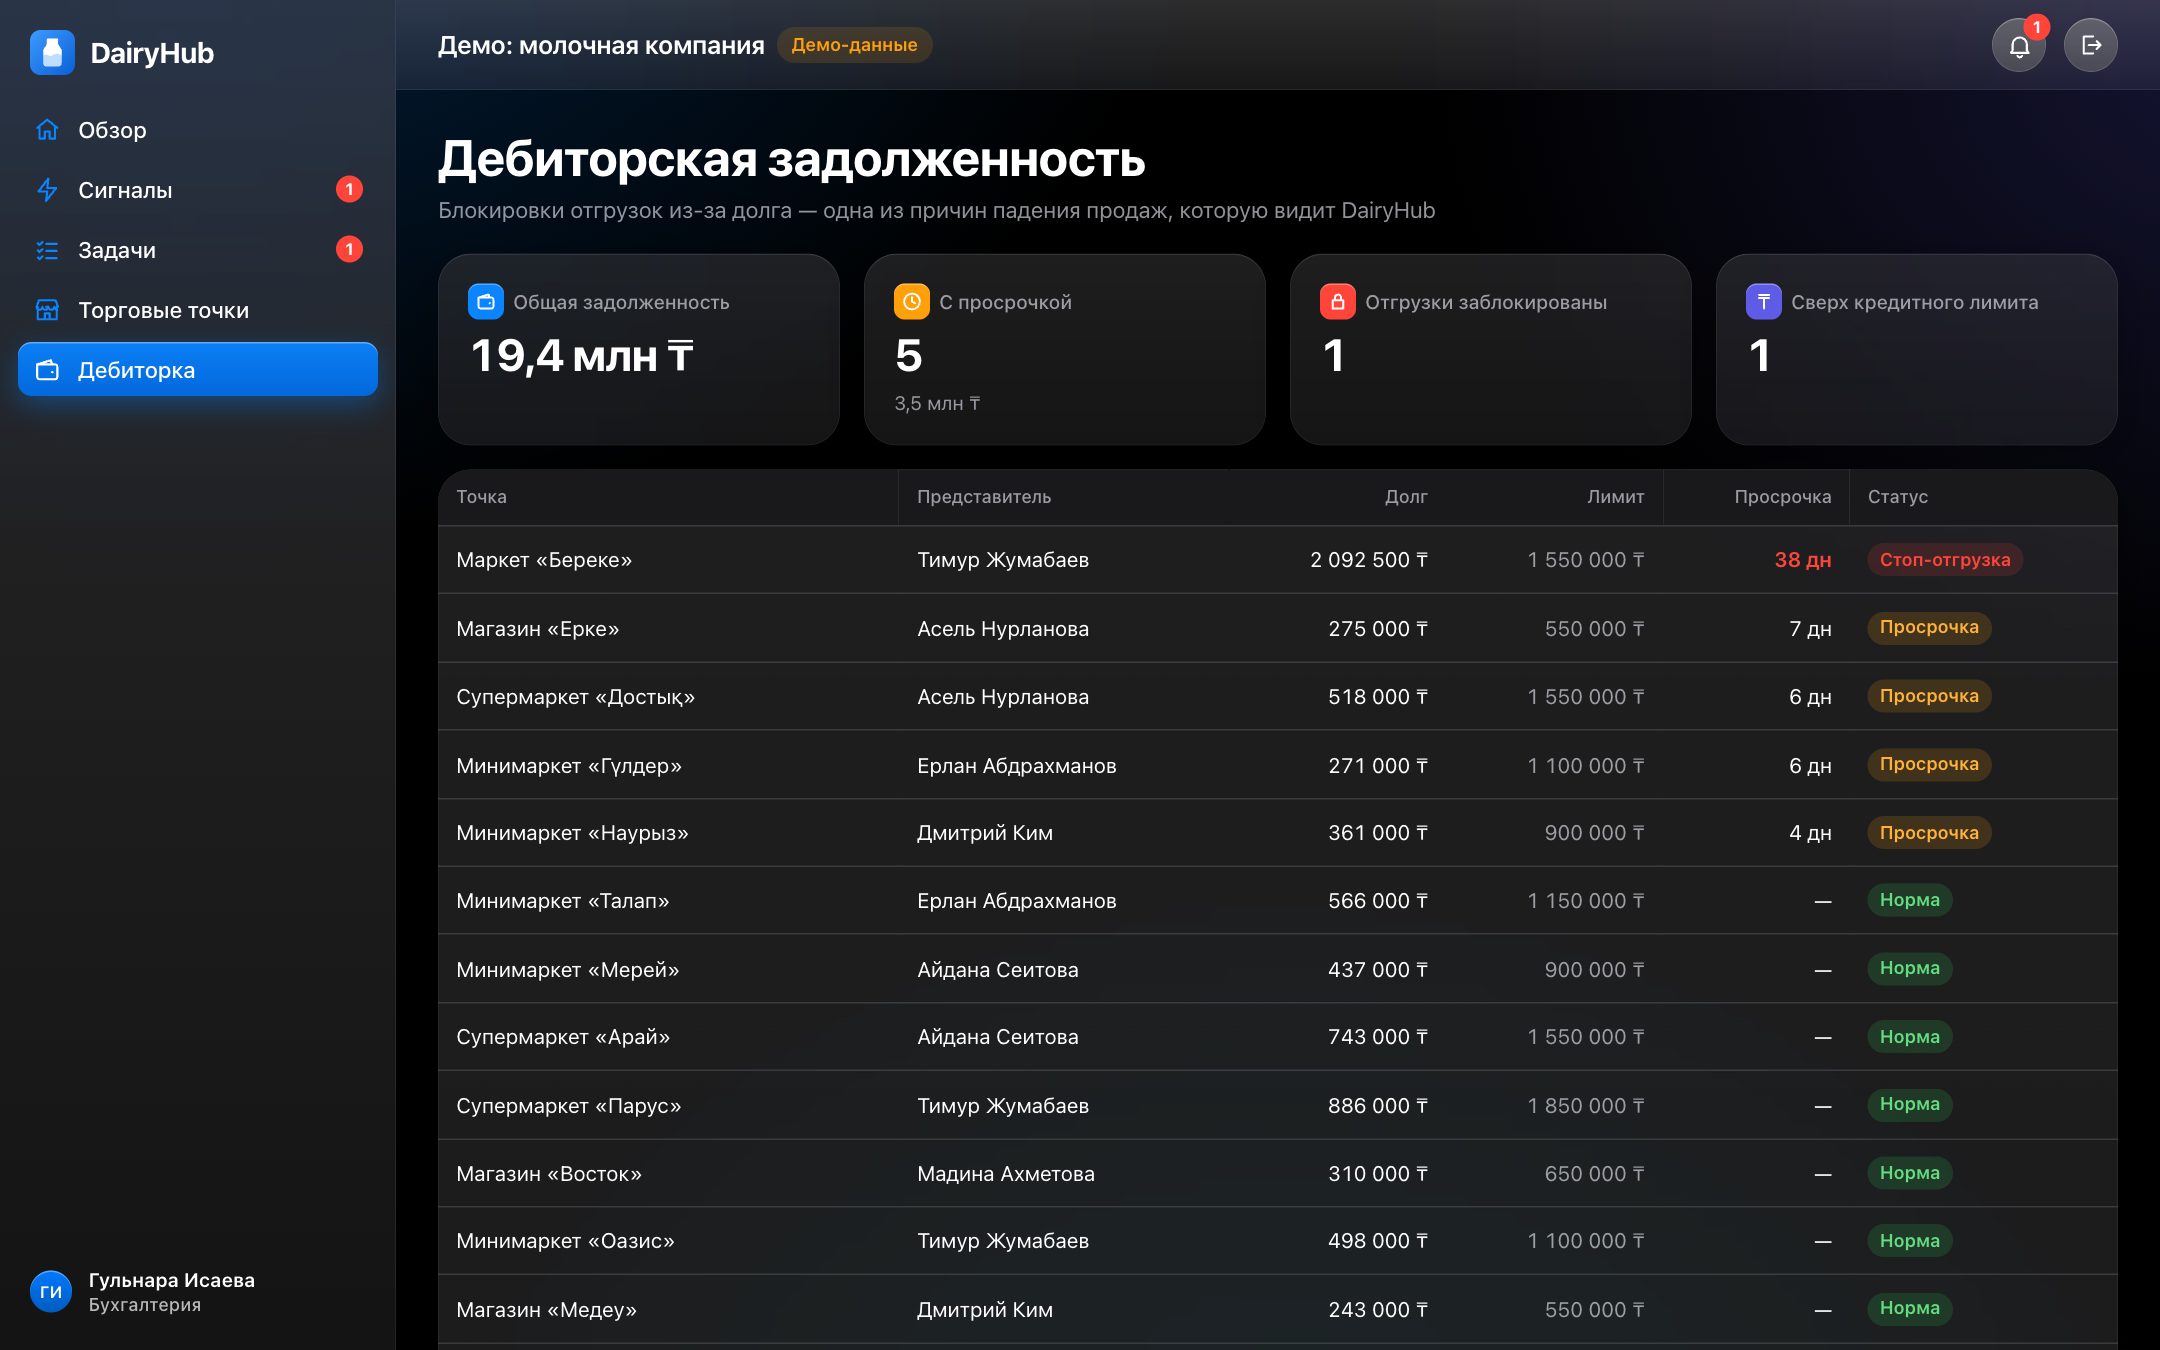 DairyHub
Обзор
Сигналы 1
Задачи 1
Торговые точки
Дебиторка
Демо: молочная компания Демо-данные
1
Дебиторская задолженность
Блокировки отгрузок из-за долга — одна из причин падения продаж, которую видит DairyHub
Общая задолженность
19,4 млн ₸
С просрочкой
5
3,5 млн ₸
Отгрузки заблокированы
1
₸ Сверх кредитного лимита
1
Точка Представитель Долг Лимит Просрочка Статус
Маркет «Береке» Тимур Жумабаев 2 092 500 ₸ 1 550 000 ₸ 38 дн Стоп-отгрузка
Магазин «Ерке» Асель Нурланова 275 000 ₸ 550 000 ₸ 7 дн Просрочка
Супермаркет «Достық» Асель Нурланова 518 000 ₸ 1 550 000 ₸ 6 дн Просрочка
Минимаркет «Гүлдер» Ерлан Абдрахманов 271 000 ₸ 1 100 000 ₸ 6 дн Просрочка
Минимаркет «Наурыз» Дмитрий Ким 361 000 ₸ 900 000 ₸ 4 дн Просрочка
Минимаркет «Талап» Ерлан Абдрахманов 566 000 ₸ 1 150 000 ₸ — Норма
Минимаркет «Мерей» Айдана Сеитова 437 000 ₸ 900 000 ₸ — Норма
Супермаркет «Арай» Айдана Сеитова 743 000 ₸ 1 550 000 ₸ — Норма
Супермаркет «Парус» Тимур Жумабаев 886 000 ₸ 1 850 000 ₸ — Норма
Магазин «Восток» Мадина Ахметова 310 000 ₸ 650 000 ₸ — Норма
Минимаркет «Оазис» Тимур Жумабаев 498 000 ₸ 1 100 000 ₸ — Норма
Магазин «Медеу» Дмитрий Ким 243 000 ₸ 550 000 ₸ — Норма
ГИ Гульнара Исаева
Бухгалтерия